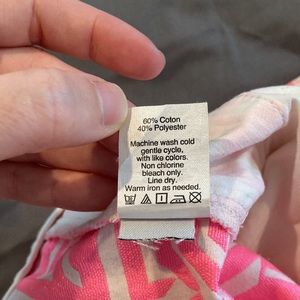 60% Cotton
40% Polyester
Machine wash cold
gentle cycle,
with like colors.
Non chlorine
bleach only.
Line dry.
Warm iron as needed.